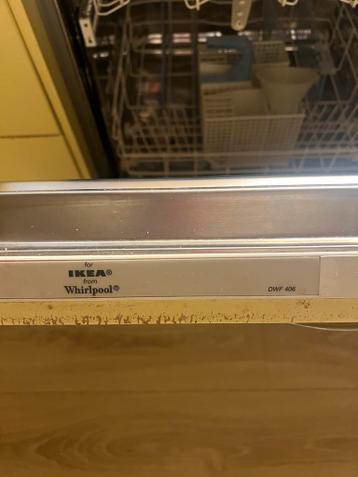 for
IKEA®
from
Whirlpool®
DWF 406